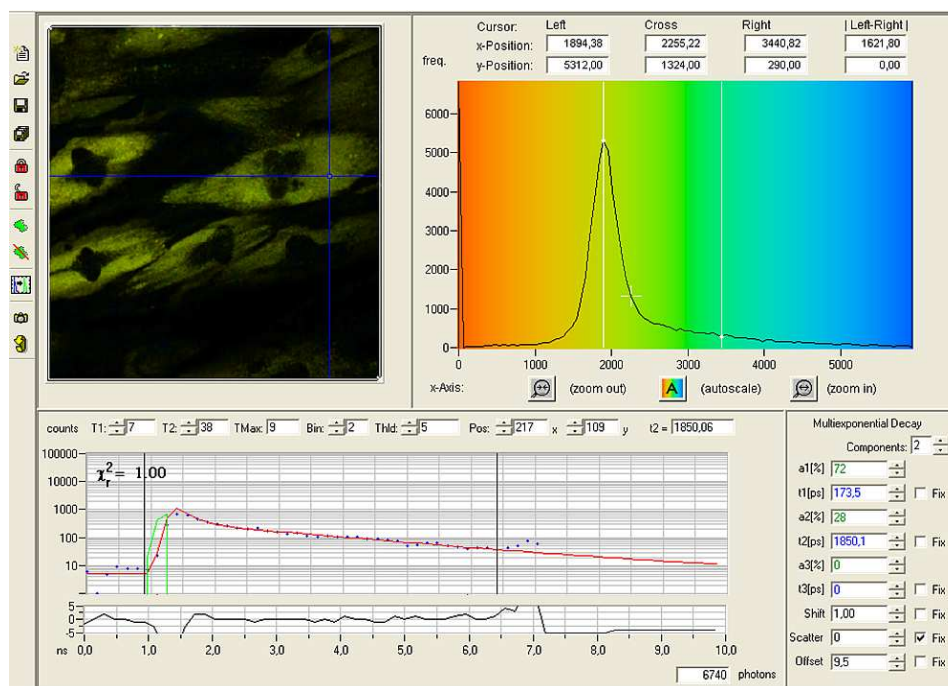 Cursor: Left Cross Right | Left-Right |
x-Position: 1894,38 2255,22 3440,82 1621,80
freq. y-Position: 5312,00 1324,00 290,00 0,00
6000
5000
4000
3000
2000
1000
0
0 1000 2000 3000 4000 5000
x-Axis: (zoom out) A (autoscale) (zoom in)
counts T1: 7 T2: 38 TMax: 9 Bin: 2 Thld: 5 Pos: 217 x 109 y t2 = 1850,06
100000
10000
1000
100
10
χ²r = 1.00
5
0
-5
ns 0,0 1,0 2,0 3,0 4,0 5,0 6,0 7,0 8,0 9,0 10,0
6740 photons
Multiexponential Decay
Components: 2
a1[%] 72
t1[ps] 173,5 Fix
a2[%] 28
t2[ps] 1850,1 Fix
a3[%] 0
t3[ps] 0 Fix
Shift 1,00 Fix
Scatter 0 Fix
Offset 9,5 Fix